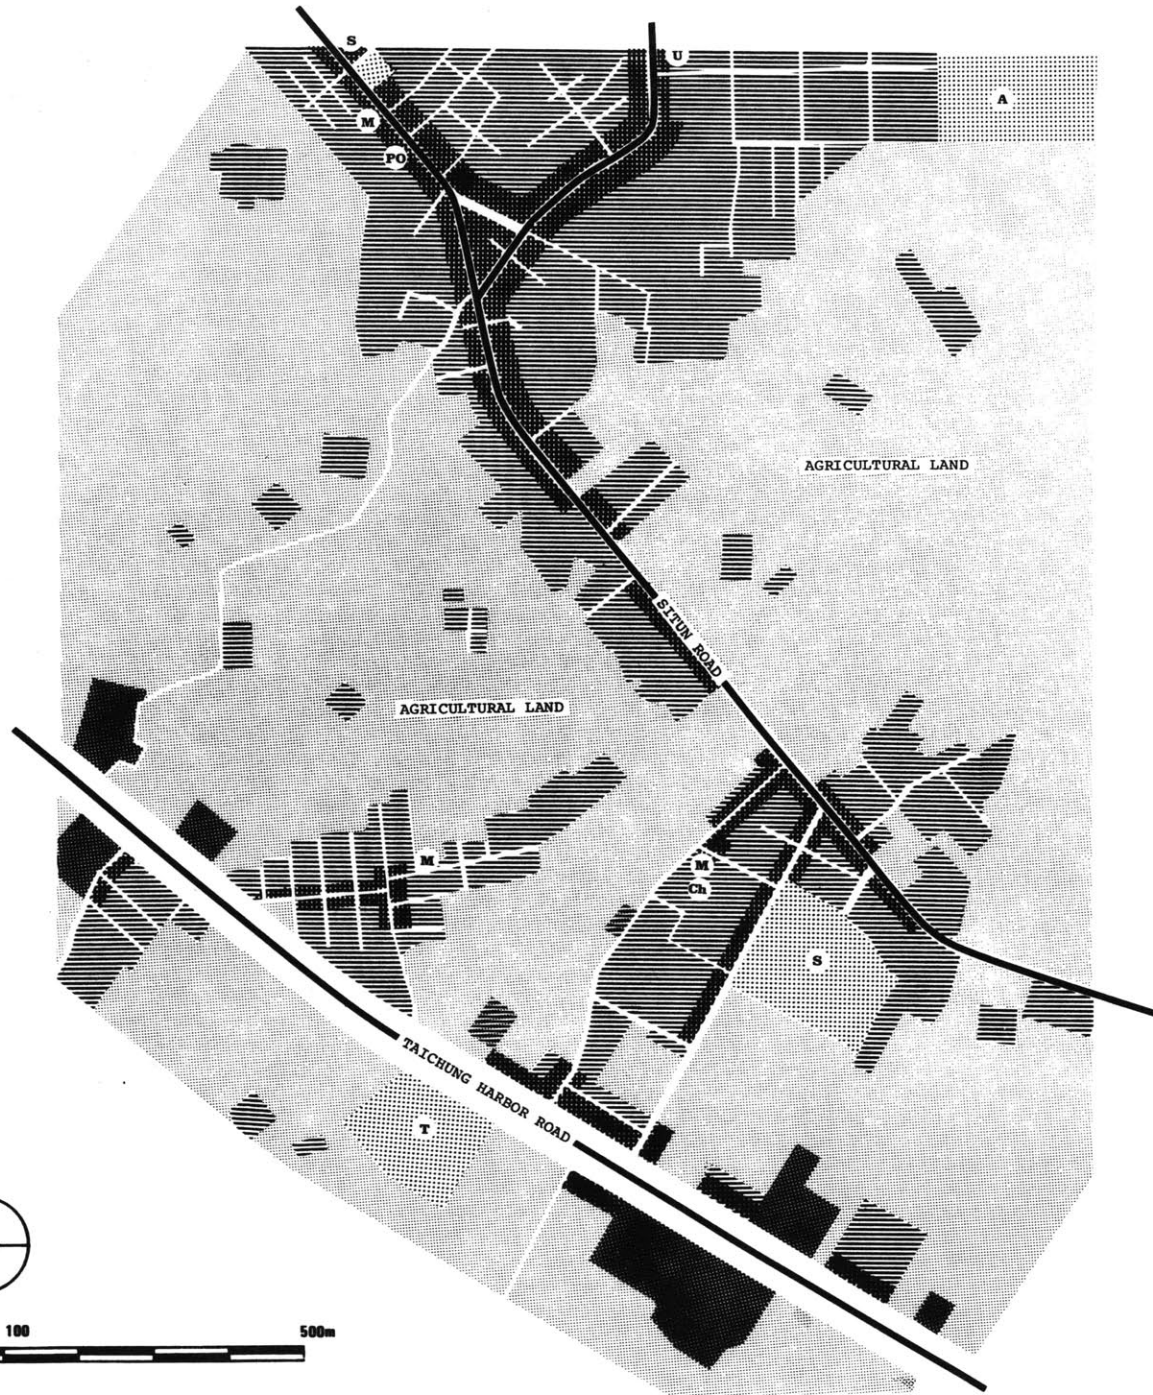 S
U
A
M
PO
AGRICULTURAL LAND
SITUN ROAD
AGRICULTURAL LAND
M
M
Ch
S
TAICHUNG HARBOR ROAD
T
100
500m